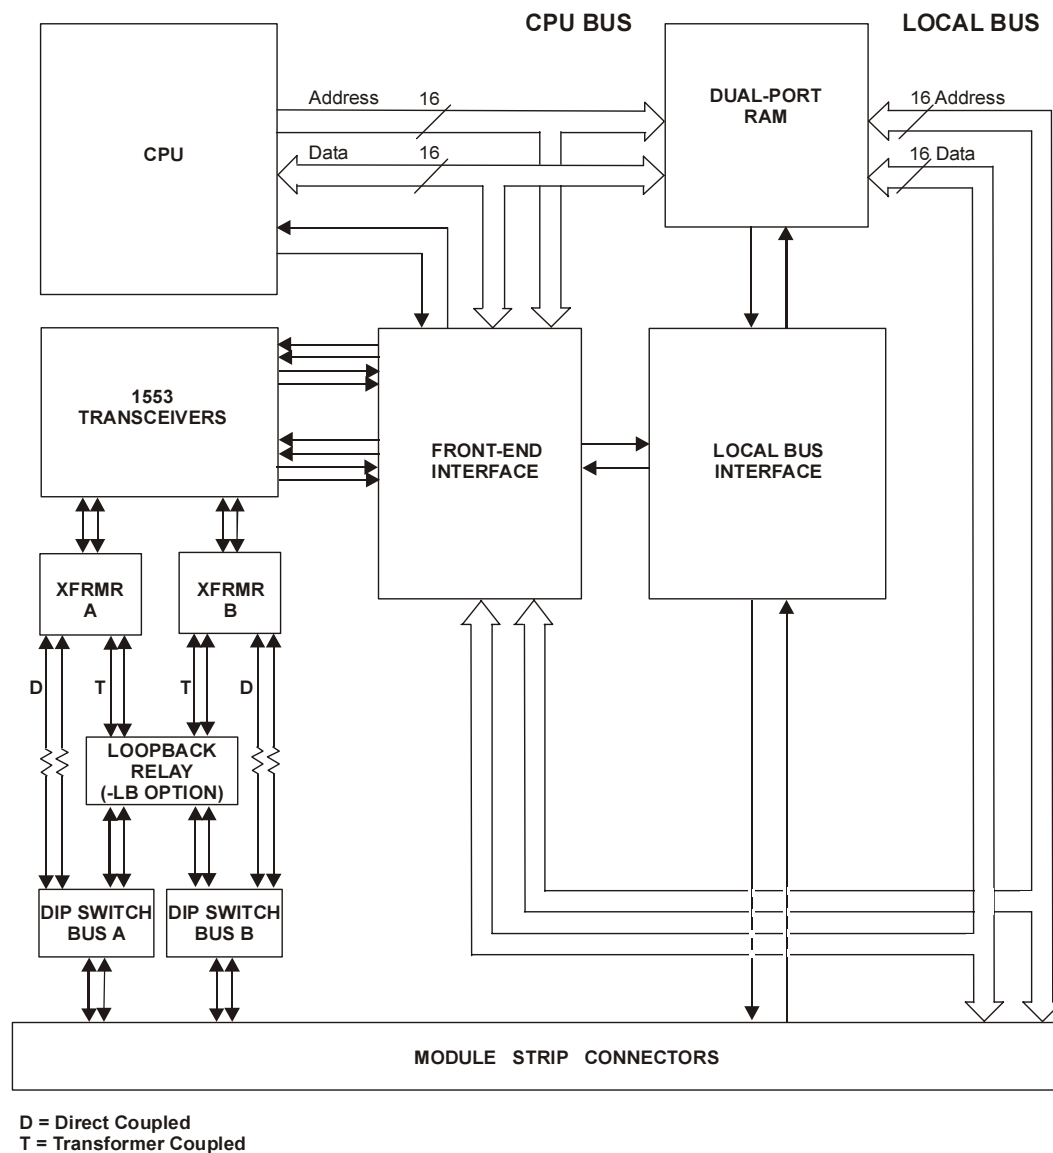 CPU BUS
LOCAL BUS
CPU
Address
16
Data
16
DUAL-PORT
RAM
16 Address
16 Data
1553
TRANSCEIVERS
FRONT-END
INTERFACE
LOCAL BUS
INTERFACE
XFRMR
A
XFRMR
B
D
T
T
D
LOOPBACK
RELAY
(-LB OPTION)
DIP SWITCH
BUS A
DIP SWITCH
BUS B
MODULE STRIP CONNECTORS
D = Direct Coupled
T = Transformer Coupled